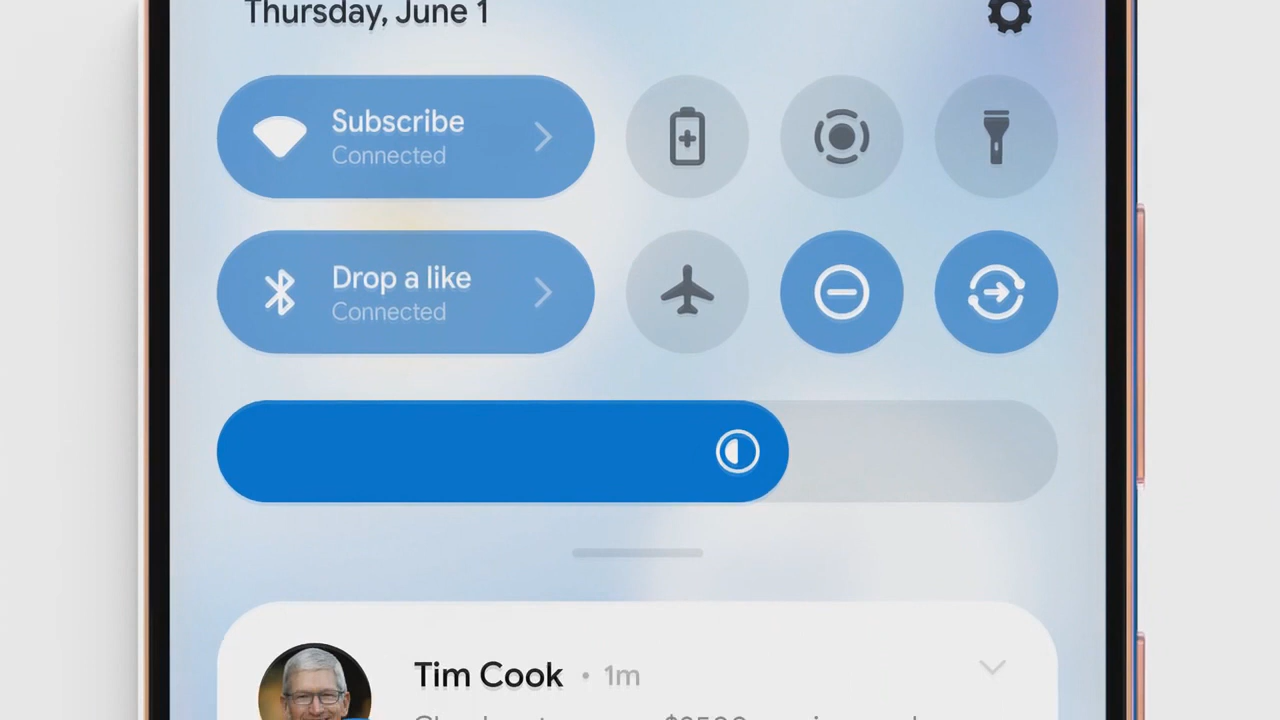 Thursday, June 1
Subscribe
Connected
Drop a like
Connected
Tim Cook • 1m